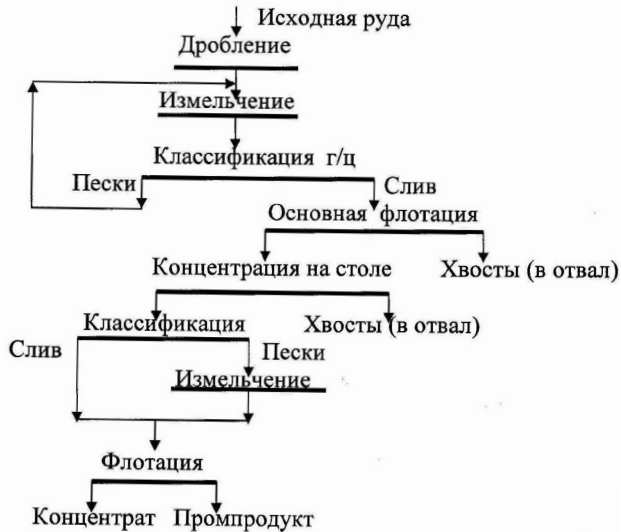 Исходная руда
Дробление
Измельчение
Классификация г/ц
Пески
Слив
Основная флотация
Концентрация на столе
Хвосты (в отвал)
Классификация
Хвосты (в отвал)
Слив
Пески
Измельчение
Флотация
Концентрат Промпродукт